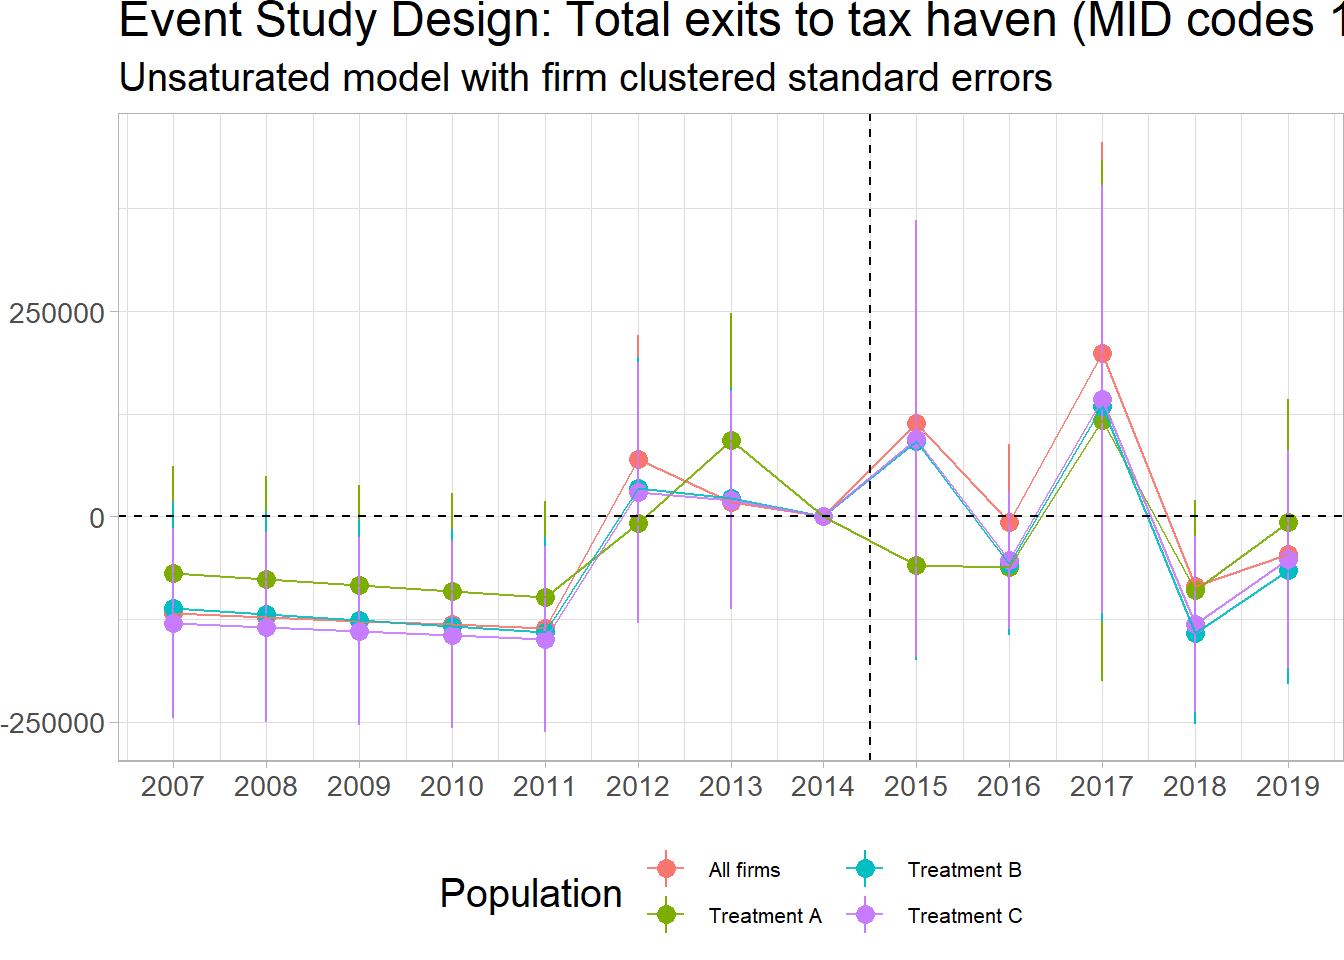 Event Study Design: Total exits to tax haven (MID codes 1
Unsaturated model with firm clustered standard errors
250000
0
-250000
2007 2008 2009 2010 2011 2012 2013 2014 2015 2016 2017 2018 2019
Population
All firms
Treatment A
Treatment B
Treatment C